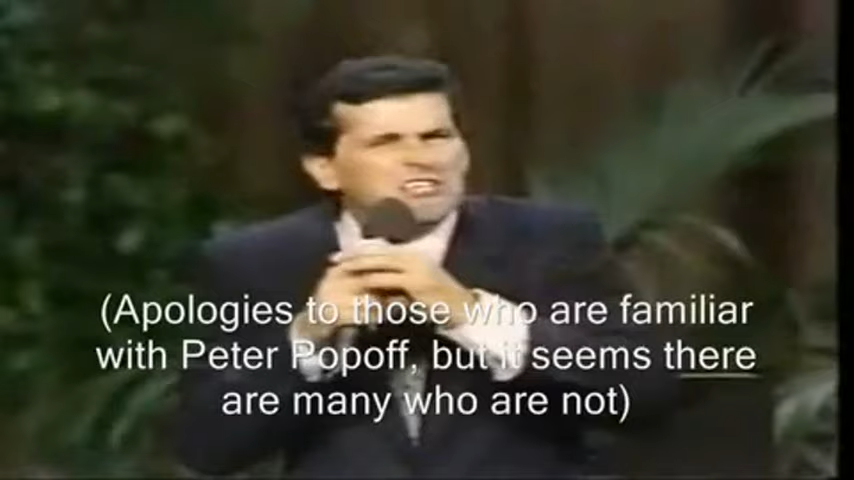 (Apologies to those who are familiar
with Peter Popoff, but it seems there
are many who are not)